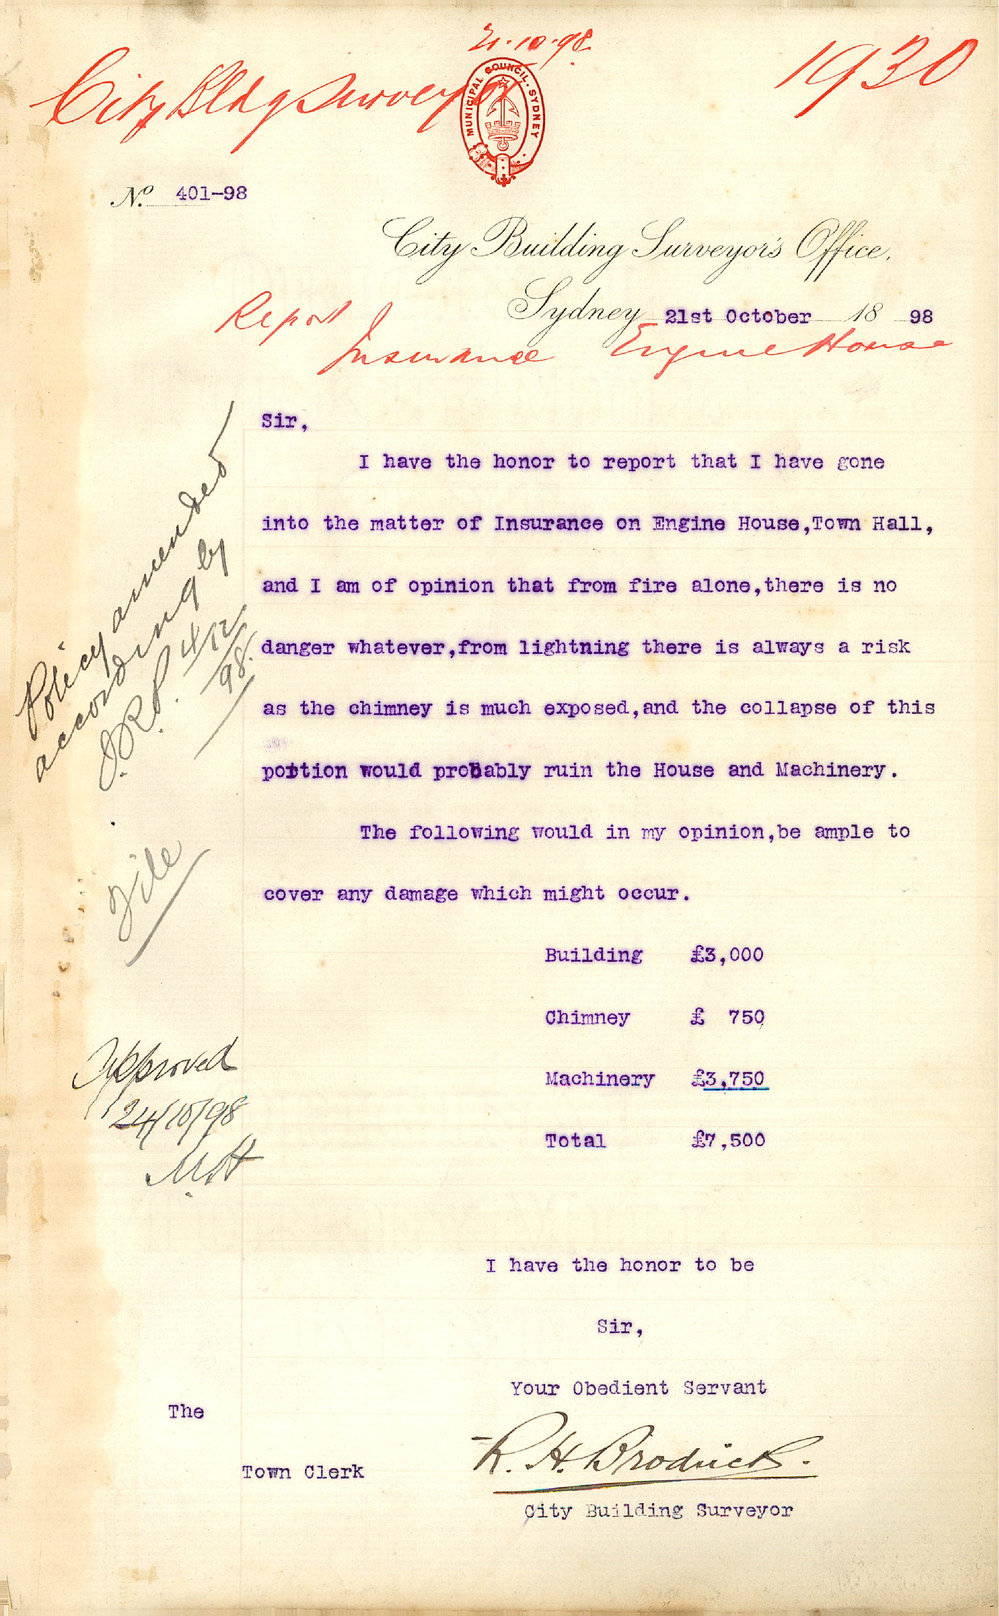 21.10.98.
City Bldg Surveyor
1930
MUNICIPAL COUNCIL. SYDNEY
No. 401-98
City Building Surveyor's Office.
Sydney 21st October 18 98
Report
Insurance Engine House
Sir,
I have the honor to report that I have gone
into the matter of Insurance on Engine House,Town Hall,
and I am of opinion that from fire alone,there is no
danger whatever,from lightning there is always a risk
as the chimney is much exposed,and the collapse of this
portion would probably ruin the House and Machinery.
The following would in my opinion,be ample to
cover any damage which might occur.
Building £3,000
Chimney £ 750
Machinery £3,750
Total £7,500
Policy amended
accordingly
4/12/98.
File
Approved
24/10/98
I have the honor to be
Sir,
Your Obedient Servant
R. H. Brodrick.
City Building Surveyor
The
Town Clerk